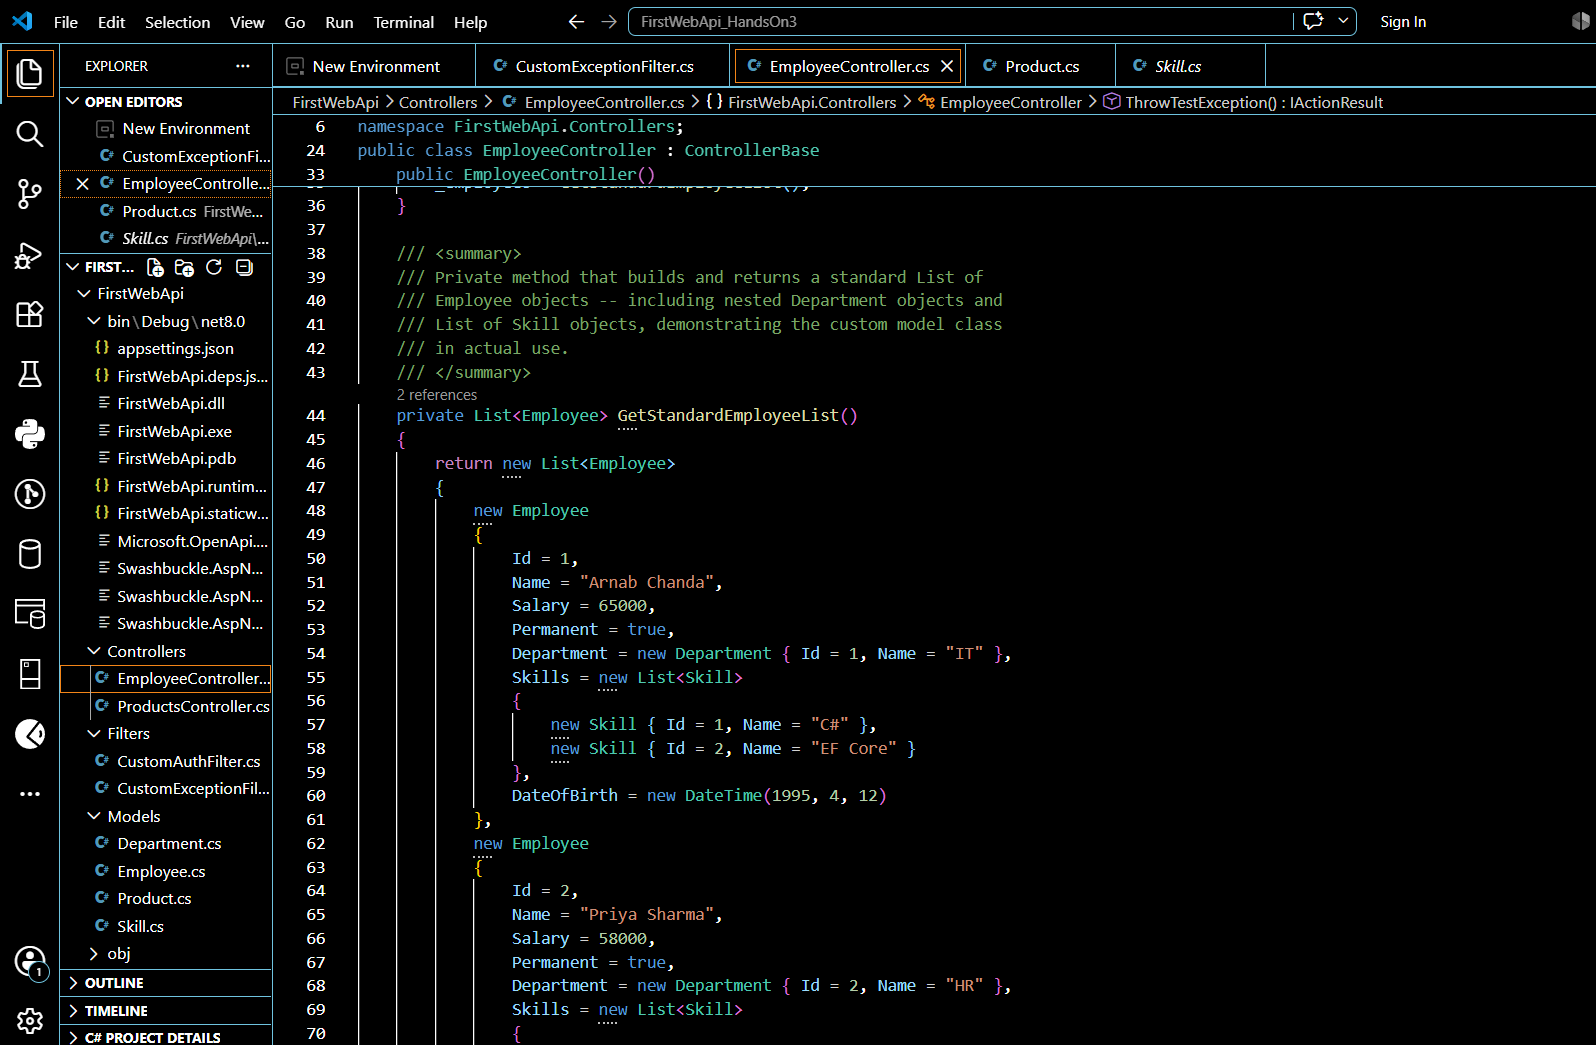 File Edit Selection View Go Run Terminal Help
FirstWebApi_HandsOn3
Sign In
EXPLORER ...
OPEN EDITORS
New Environment
C# CustomExceptionFi...
C# EmployeeControlle...
C# Product.cs FirstWe...
C# Skill.cs FirstWebApi\...
FIRST...
FirstWebApi
bin\Debug\net8.0
{} appsettings.json
{} FirstWebApi.deps.js...
FirstWebApi.dll
FirstWebApi.exe
FirstWebApi.pdb
{} FirstWebApi.runtim...
{} FirstWebApi.staticw...
Microsoft.OpenApi....
Swashbuckle.AspN...
Swashbuckle.AspN...
Swashbuckle.AspN...
Controllers
C# EmployeeController...
C# ProductsController.cs
Filters
C# CustomAuthFilter.cs
C# CustomExceptionFil...
Models
C# Department.cs
C# Employee.cs
C# Product.cs
C# Skill.cs
obj
OUTLINE
TIMELINE
C# PROJECT DETAILS
1
New Environment
C# CustomExceptionFilter.cs
C# EmployeeController.cs
C# Product.cs
C# Skill.cs
FirstWebApi > Controllers > C# EmployeeController.cs > {} FirstWebApi.Controllers > EmployeeController > ThrowTestException() : IActionResult
6 namespace FirstWebApi.Controllers;
24 public class EmployeeController : ControllerBase
33 public EmployeeController()
36 }
37
38 /// <summary>
39 /// Private method that builds and returns a standard List of
40 /// Employee objects -- including nested Department objects and
41 /// List of Skill objects, demonstrating the custom model class
42 /// in actual use.
43 /// </summary>
2 references
44 private List<Employee> GetStandardEmployeeList()
45 {
46 return new List<Employee>
47 {
48 new Employee
49 {
50 Id = 1,
51 Name = "Arnab Chanda",
52 Salary = 65000,
53 Permanent = true,
54 Department = new Department { Id = 1, Name = "IT" },
55 Skills = new List<Skill>
56 {
57 new Skill { Id = 1, Name = "C#" },
58 new Skill { Id = 2, Name = "EF Core" }
59 },
60 DateOfBirth = new DateTime(1995, 4, 12)
61 },
62 new Employee
63 {
64 Id = 2,
65 Name = "Priya Sharma",
66 Salary = 58000,
67 Permanent = true,
68 Department = new Department { Id = 2, Name = "HR" },
69 Skills = new List<Skill>
70 {